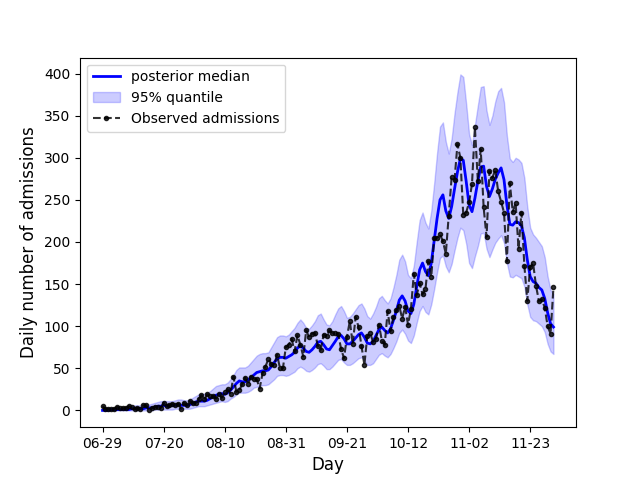 posterior median
95% quantile
Observed admissions
400
350
300
250
200
150
100
50
0
Daily number of admissions
06-29 07-20 08-10 08-31 09-21 10-12 11-02 11-23
Day